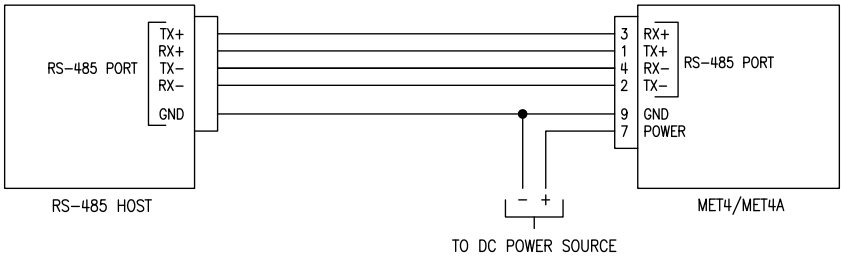 TX+ 3 RX+
RX+ 1 TX+
RS-485 PORT TX- 4 RX- RS-485 PORT
RX- 2 TX-
GND 9 GND
7 POWER
- +
RS-485 HOST MET4/MET4A
TO DC POWER SOURCE